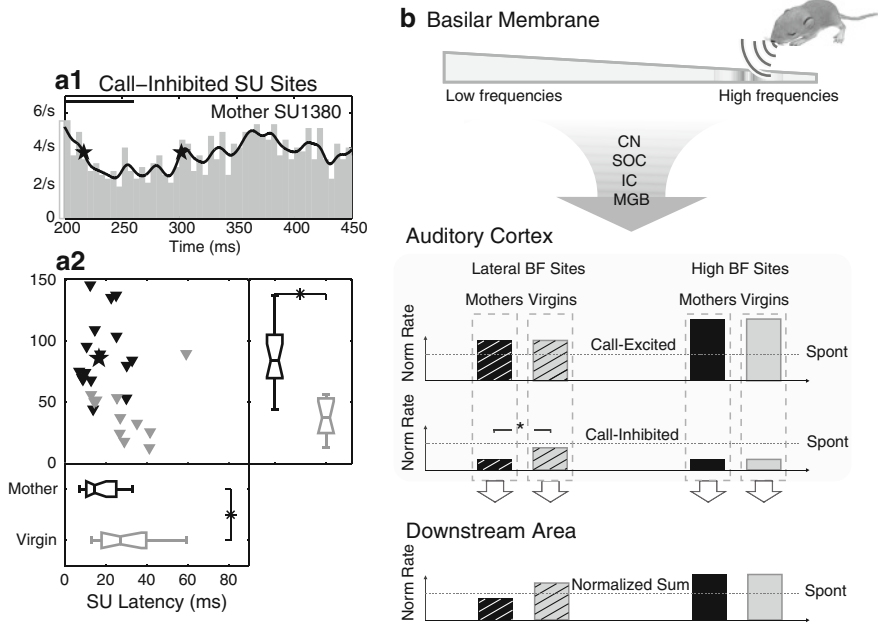 a1
Call–Inhibited SU Sites
Mother SU1380
6/s
4/s
2/s
0
200 250 300 350 400 450
Time (ms)
a2
150
100
50
0
Mother
Virgin
0 20 40 60 80
SU Latency (ms)
b Basilar Membrane
Low frequencies High frequencies
CN
SOC
IC
MGB
Auditory Cortex
Lateral BF Sites High BF Sites
Mothers Virgins Mothers Virgins
Norm Rate
Call-Excited
Spont
Norm Rate
*
Call-Inhibited
Spont
Downstream Area
Norm Rate
Normalized Sum
Spont